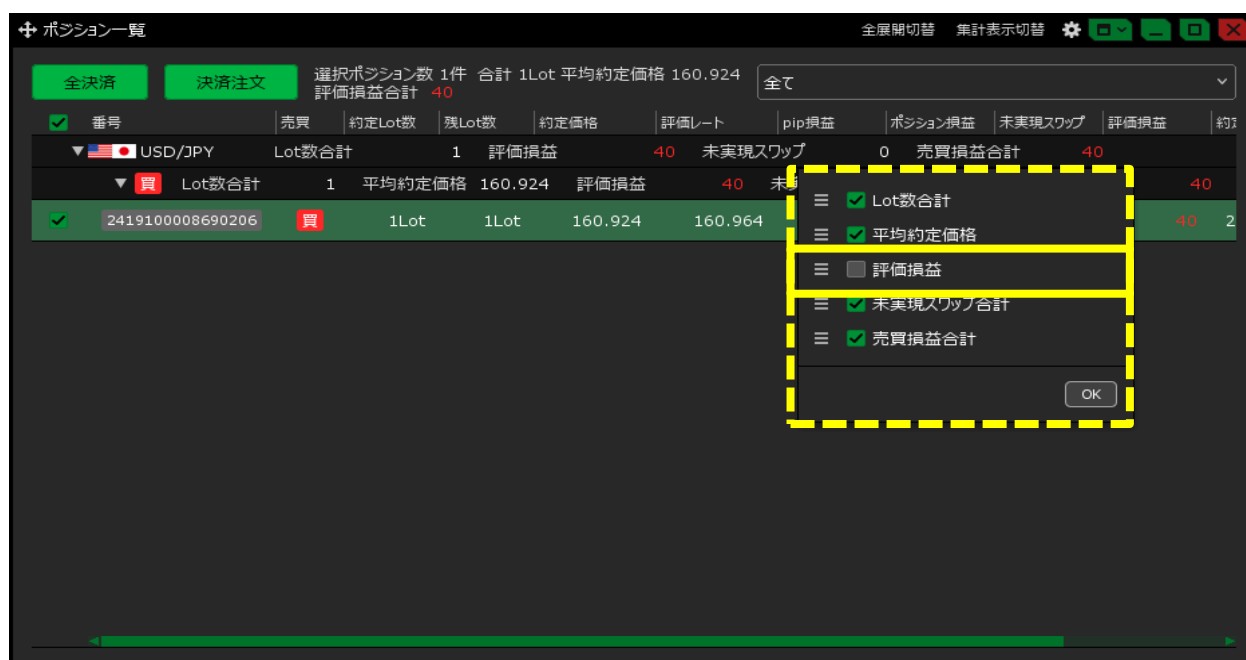 ポジション一覧 全展開切替 集計表示切替
全決済 決済注文 選択ポジション数 1件 合計 1Lot 平均約定価格 160.924 全て
評価損益合計 40
番号 売買 約定Lot数 残Lot数 約定価格 評価レート pip損益 ポジション損益 未実現スワップ 評価損益
USD/JPY Lot数合計 1 評価損益 40 未実現スワップ 0 売買損益合計 40
買 Lot数合計 1 平均約定価格 160.924 評価損益 40 40
2419100008690206 買 1Lot 1Lot 160.924 160.964 40 2
Lot数合計
平均約定価格
評価損益
未実現スワップ合計
売買損益合計
OK